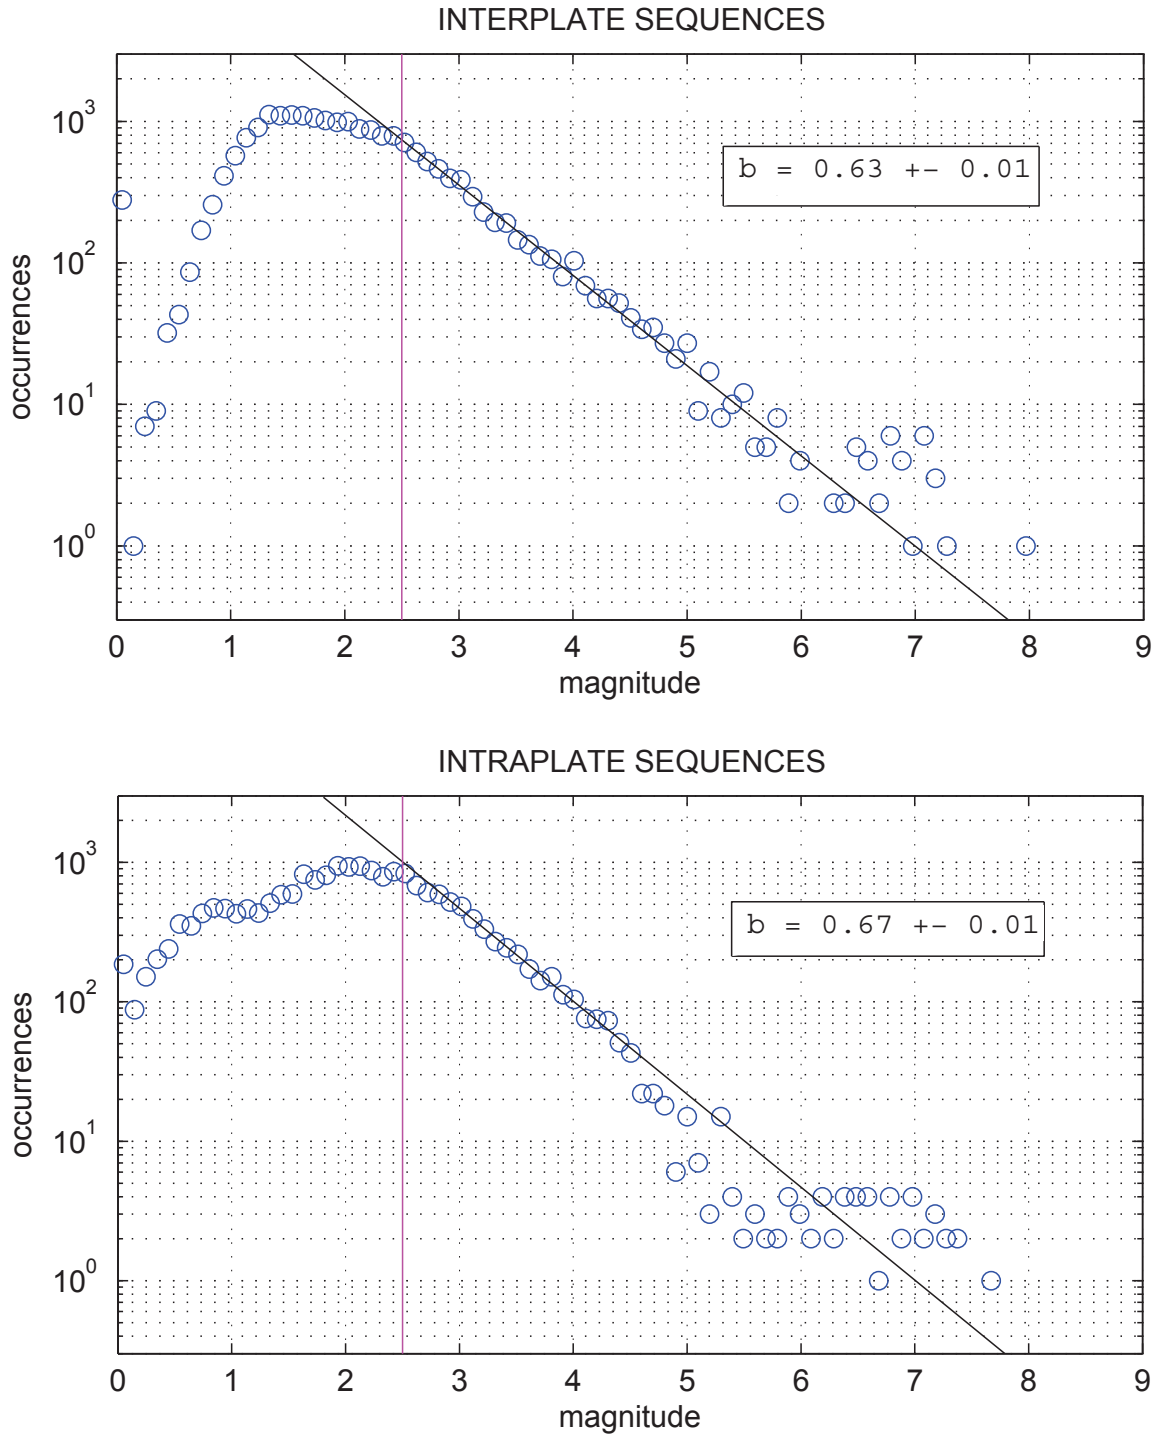 INTERPLATE SEQUENCES
10^3
10^2
10^1
10^0
occurrences
b = 0.63 +- 0.01
0 1 2 3 4 5 6 7 8 9
magnitude
INTRAPLATE SEQUENCES
10^3
10^2
10^1
10^0
occurrences
b = 0.67 +- 0.01
0 1 2 3 4 5 6 7 8 9
magnitude